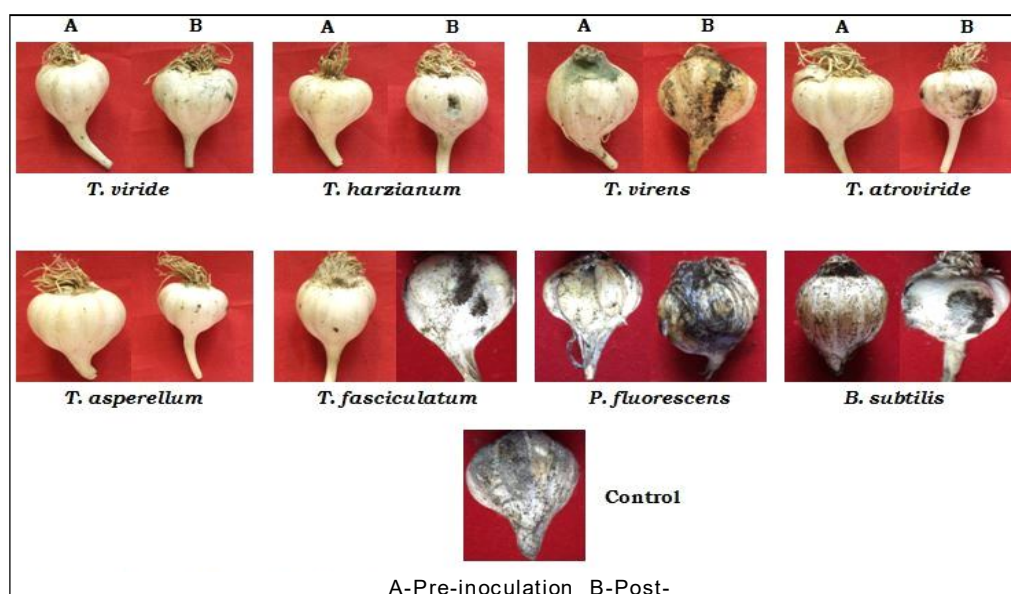 A B A B A B A B
T. viride T. harzianum T. virens T. atroviride
T. asperellum T. fasciculatum P. fluorescens B. subtilis
Control
A-Pre-inoculation B-Post-